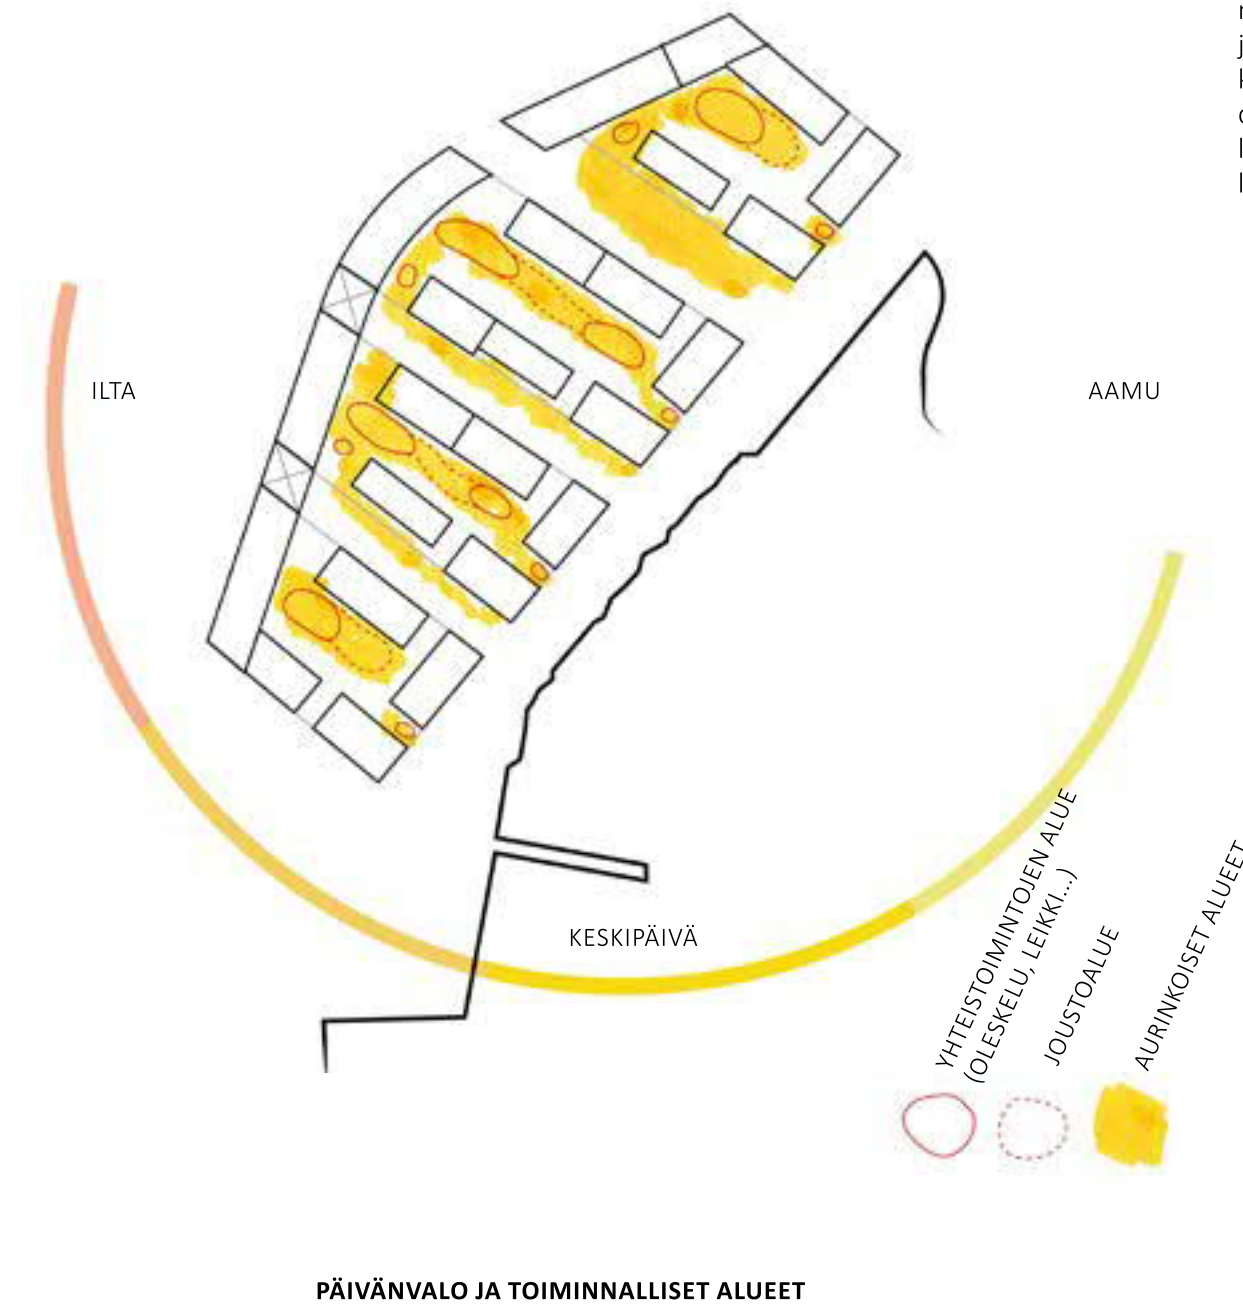 ILTA
AAMU
KESKIPÄIVÄ
YHTEISTOIMINTOJEN ALUE
(OLESKELU, LEIKKI...)
JOUSTOALUE
AURINKOISET ALUEET
PÄIVÄNVALO JA TOIMINNALLISET ALUEET